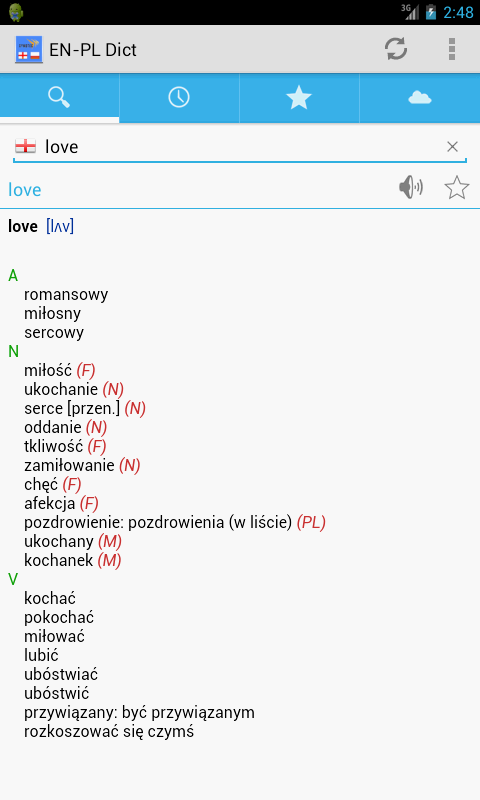 3G 2:48
EN-PL Dict
love
love
love [lʌv]
A
romansowy
miłosny
sercowy
N
miłość (F)
ukochanie (N)
serce [przen.] (N)
oddanie (N)
tkliwość (F)
zamiłowanie (N)
chęć (F)
afekcja (F)
pozdrowienie: pozdrowienia (w liście) (PL)
ukochany (M)
kochanek (M)
V
kochać
pokochać
miłować
lubić
ubóstwiać
ubóstwić
przywiązany: być przywiązanym
rozkoszować się czymś